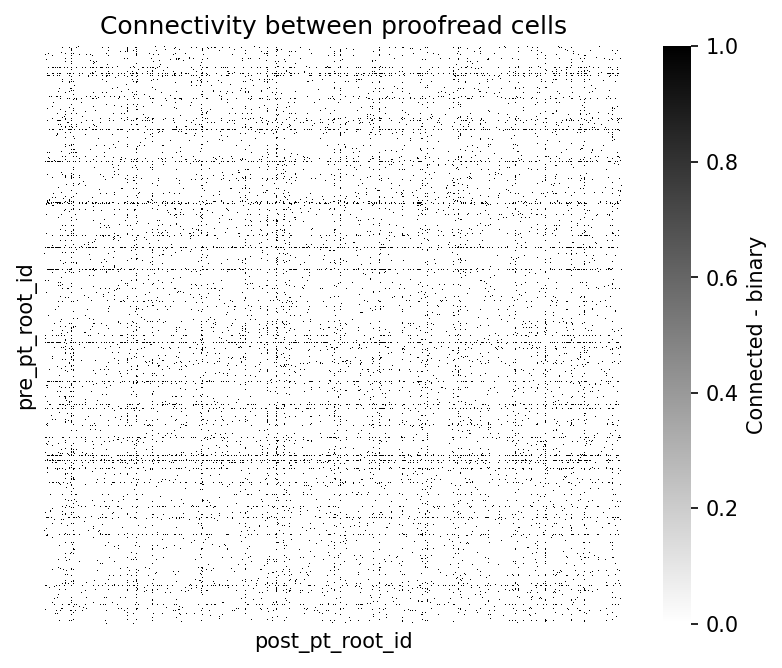 Connectivity between proofread cells
pre_pt_root_id
post_pt_root_id
1.0
0.8
0.6
0.4
0.2
0.0
Connected - binary